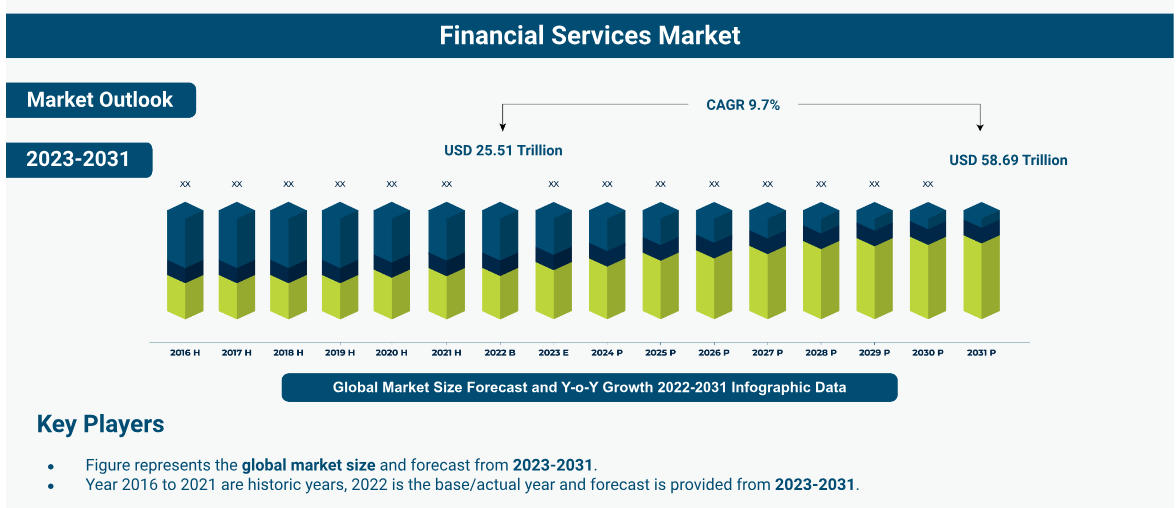 Financial Services Market
Market Outlook
CAGR 9.7%
2023-2031
USD 25.51 Trillion
USD 58.69 Trillion
XX XX XX XX XX XX XX XX XX XX XX XX XX XX
2016 H 2017 H 2018 H 2019 H 2020 H 2021 H 2022 B 2023 E 2024 P 2025 P 2026 P 2027 P 2028 P 2029 P 2030 P 2031 P
Global Market Size Forecast and Y-o-Y Growth 2022-2031 Infographic Data
Key Players
• Figure represents the global market size and forecast from 2023-2031.
• Year 2016 to 2021 are historic years, 2022 is the base/actual year and forecast is provided from 2023-2031.